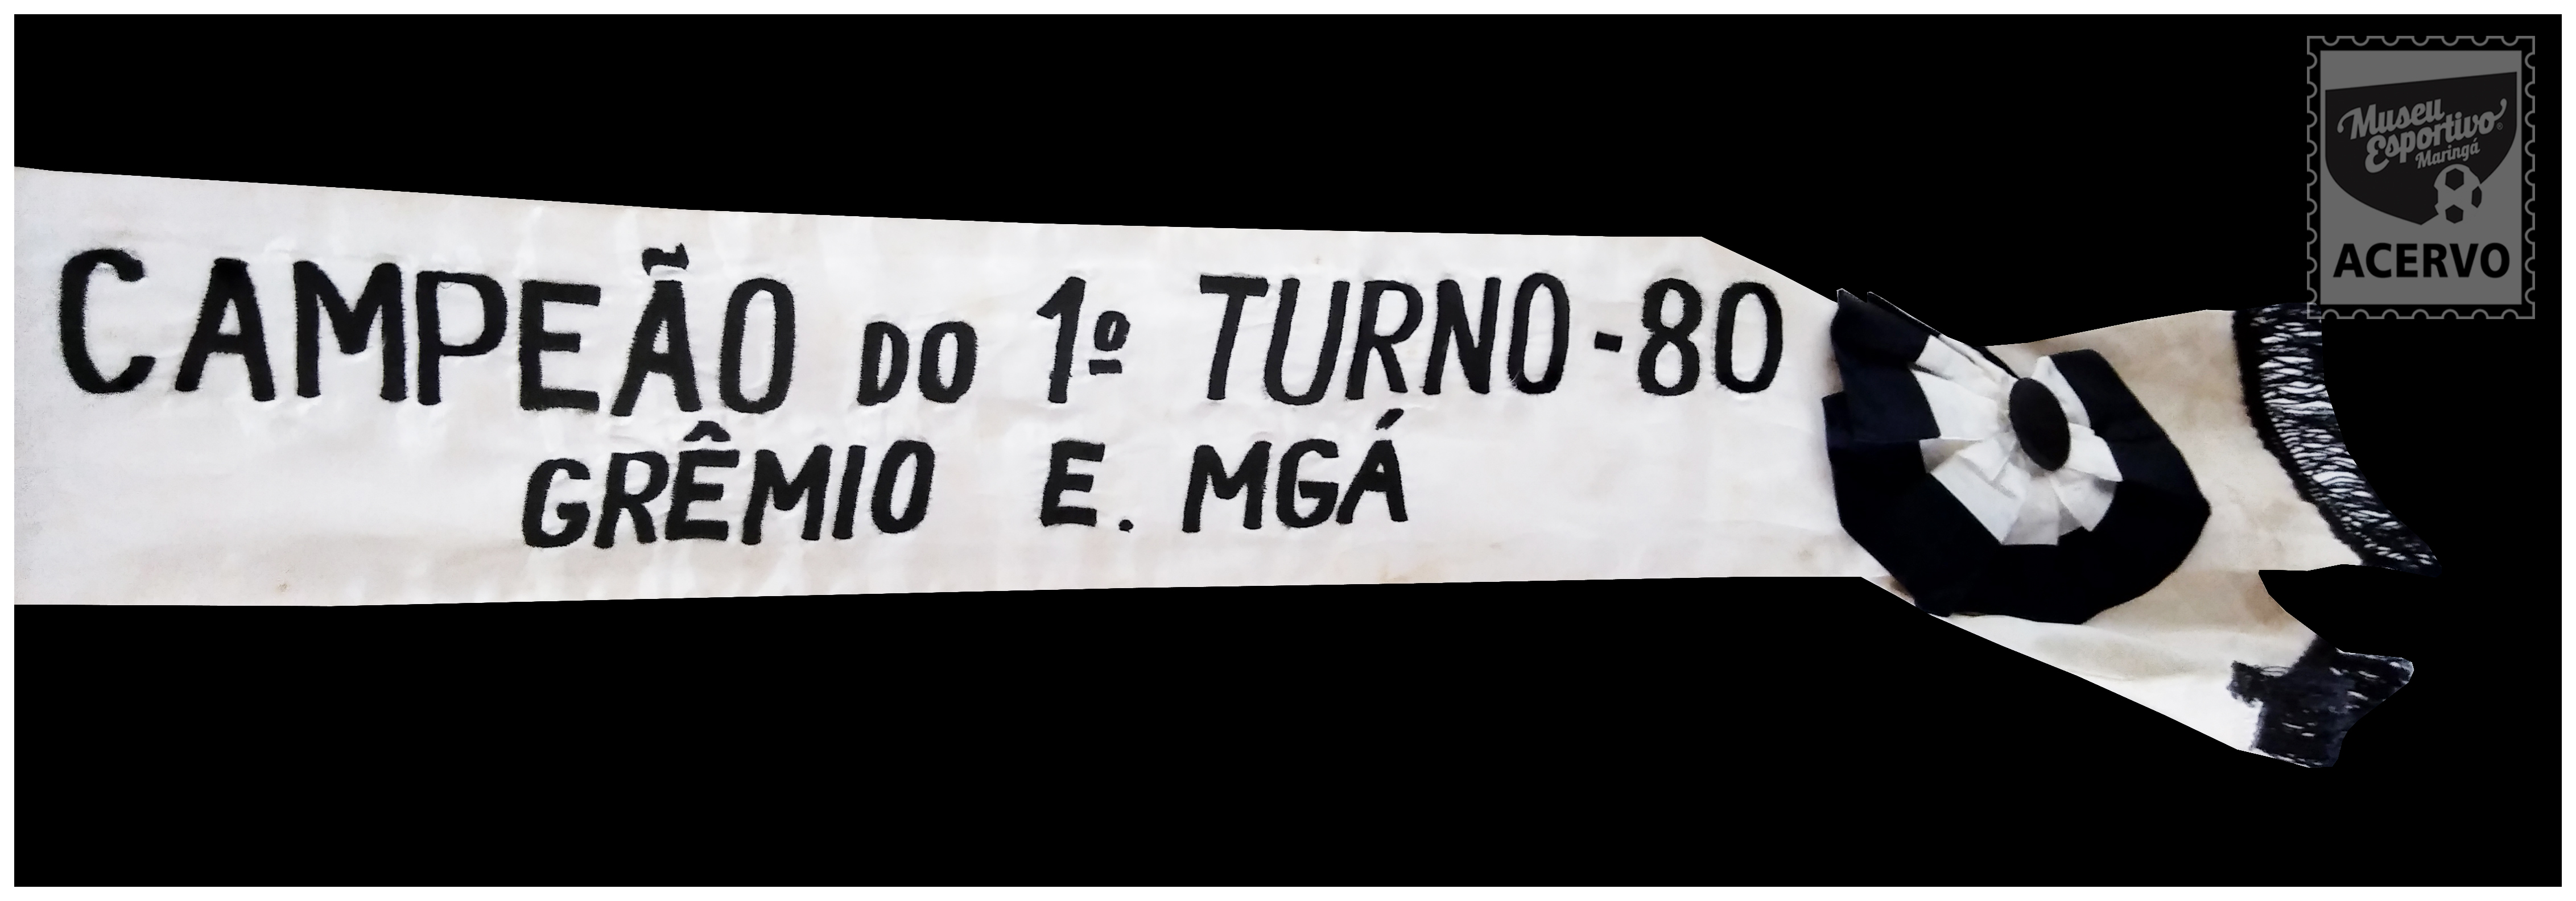 CAMPEÃO DO 1º TURNO-80
GRÊMIO E. MGÁ
Museu
Esportivo®
Maringá
ACERVO